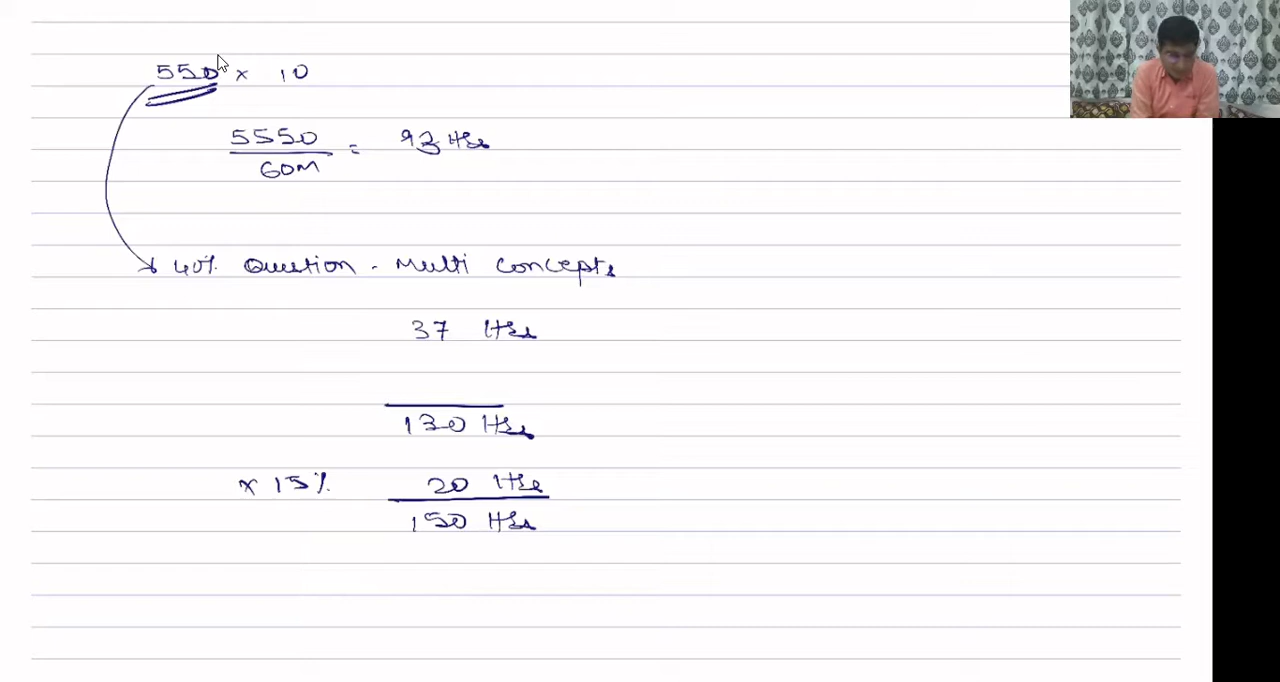 550 x 10
5550
60M = 93 Hrs
40% Question - Multi Concepts
37 Hrs
130 Hrs
x 15% 20 Hrs
150 Hrs